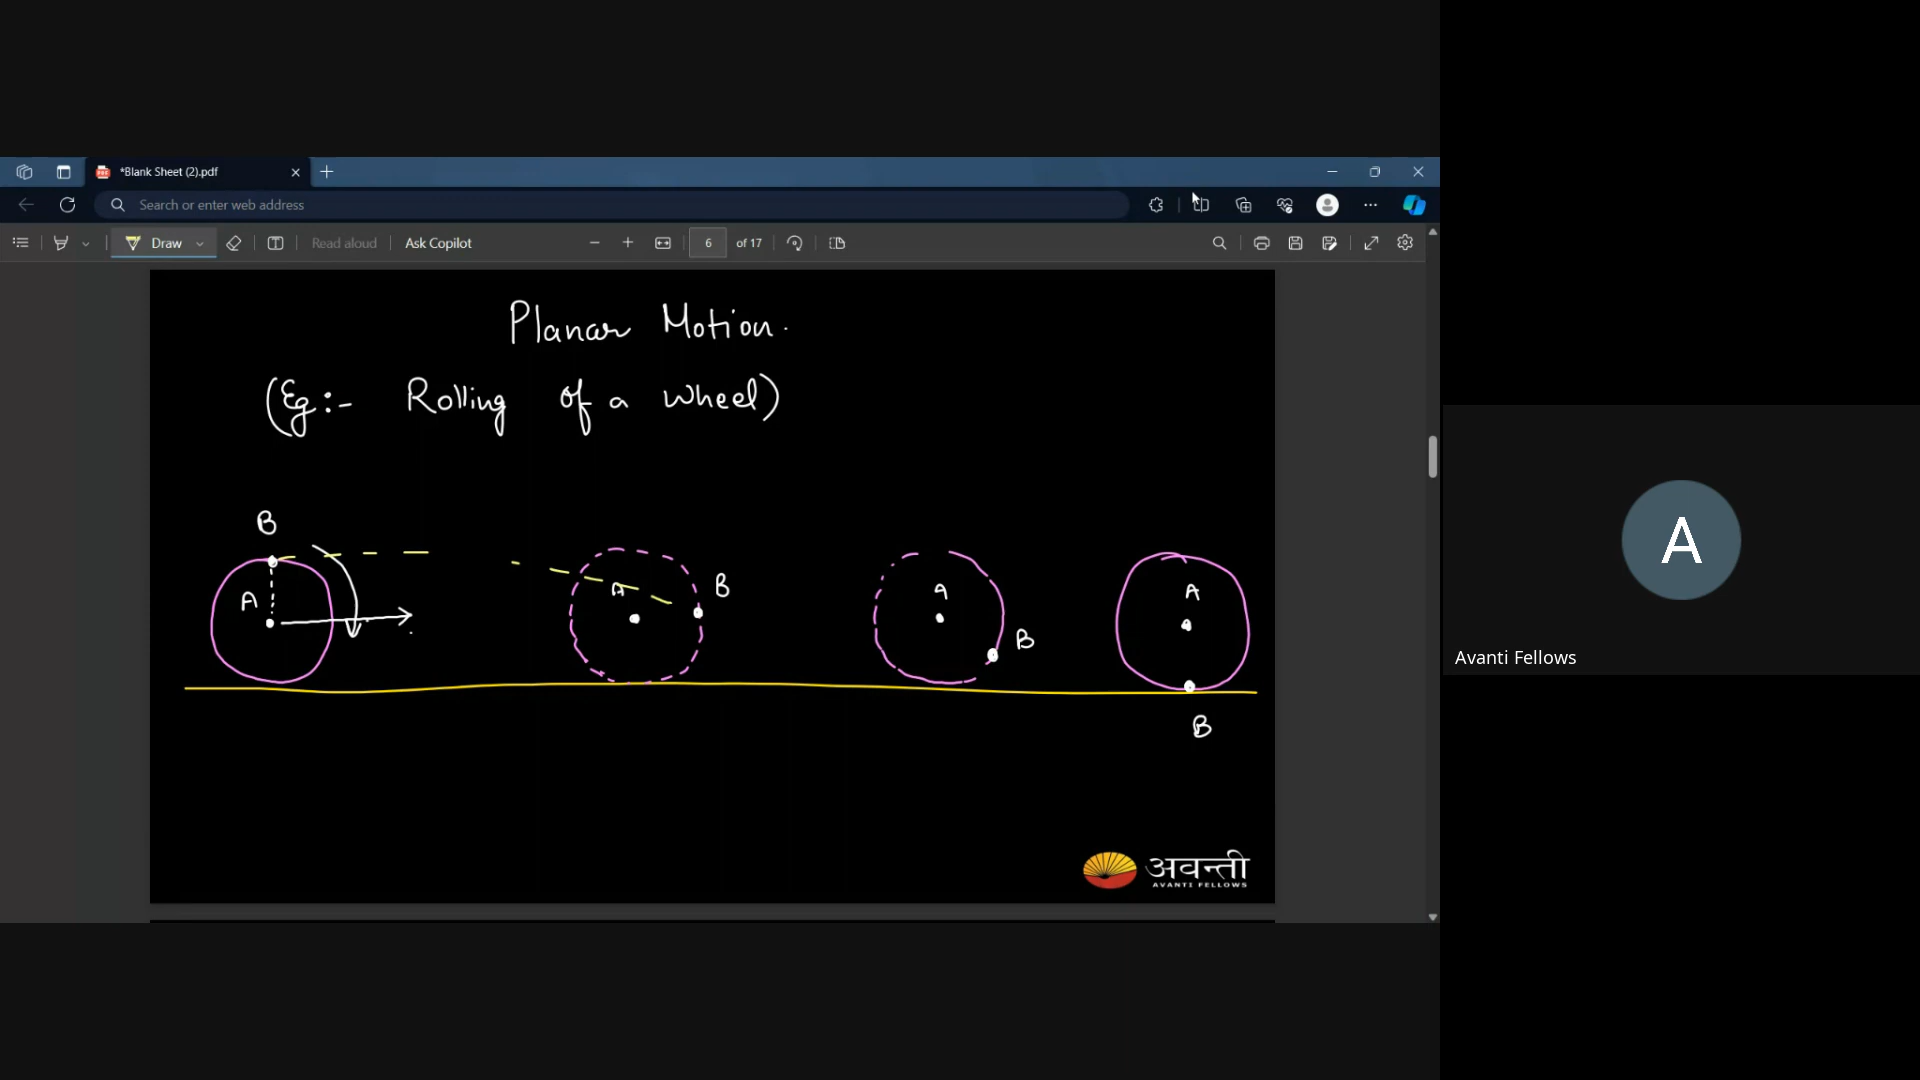 *Blank Sheet (2).pdf
Search or enter web address
Draw
Read aloud
Ask Copilot
6 of 17
Planar Motion.
(Eg:- Rolling of a wheel)
B
A
A
B
A
B
A
B
अवन्ती
AVANTI FELLOWS
A
Avanti Fellows